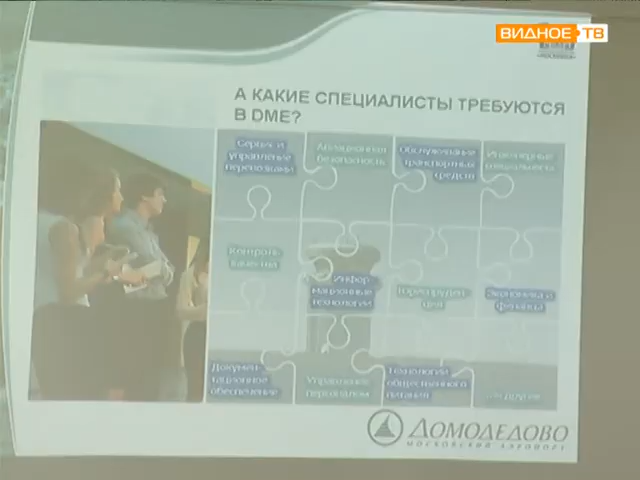 ВИДНОЕ ТВ
А КАКИЕ СПЕЦИАЛИСТЫ ТРЕБУЮТСЯ
В DME?
Сервис и
управление
перевозками
Авиационная
безопасность
Обслуживание
транспортных
средств
Инженерные
специальности
Контроль
качества
Инфор-
мационные
технологии
Юриспруден-
ция
Экономика и
финансы
Докумен-
тационное
обеспечение
Управление
персоналом
Технологии
общественного
питания
другие
ДОМОДЕДОВО
МОСКОВСКИЙ АЭРОПОРТ